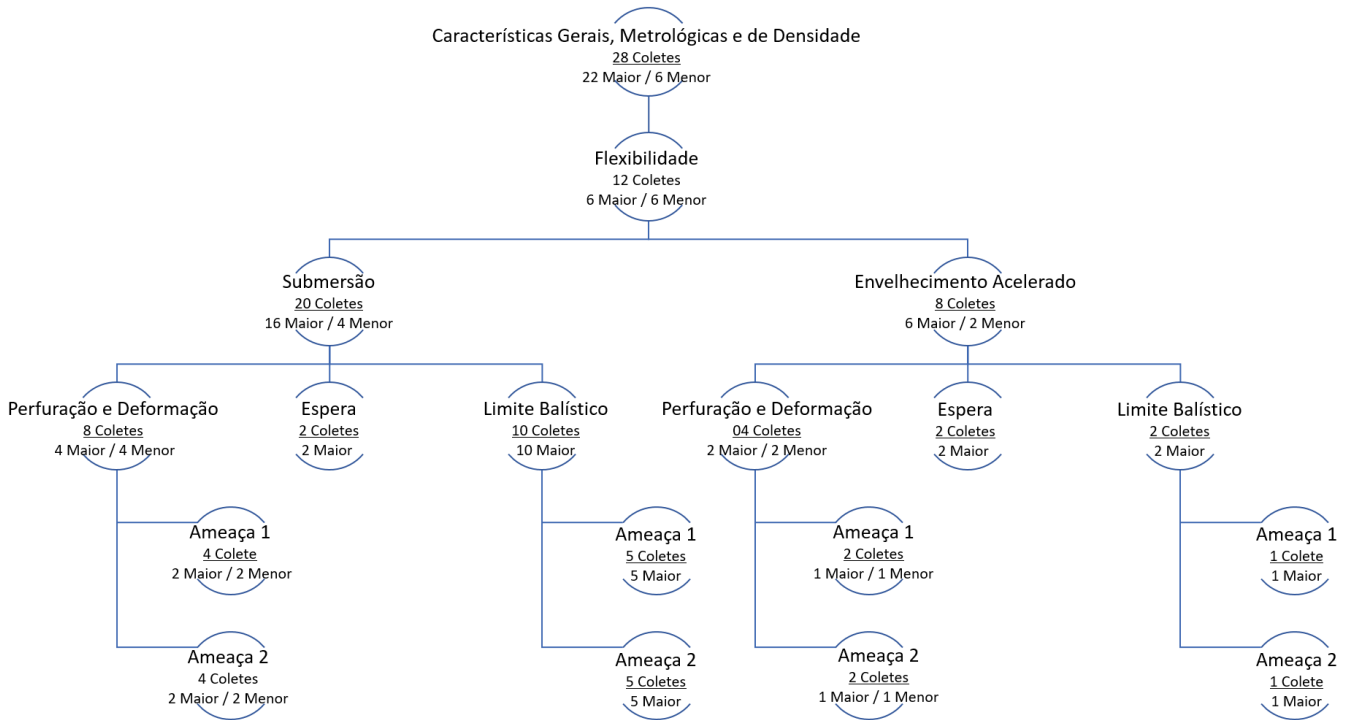 Características Gerais, Metrológicas e de Densidade
28 Coletes
22 Maior / 6 Menor
Flexibilidade
12 Coletes
6 Maior / 6 Menor
Submersão
20 Coletes
16 Maior / 4 Menor
Envelhecimento Acelerado
8 Coletes
6 Maior / 2 Menor
Perfuração e Deformação
8 Coletes
4 Maior / 4 Menor
Espera
2 Coletes
2 Maior
Limite Balístico
10 Coletes
10 Maior
Perfuração e Deformação
04 Coletes
2 Maior / 2 Menor
Espera
2 Coletes
2 Maior
Limite Balístico
2 Coletes
2 Maior
Ameaça 1
4 Colete
2 Maior / 2 Menor
Ameaça 1
5 Coletes
5 Maior
Ameaça 1
2 Coletes
1 Maior / 1 Menor
Ameaça 1
1 Colete
1 Maior
Ameaça 2
4 Coletes
2 Maior / 2 Menor
Ameaça 2
5 Coletes
5 Maior
Ameaça 2
2 Coletes
1 Maior / 1 Menor
Ameaça 2
1 Colete
1 Maior